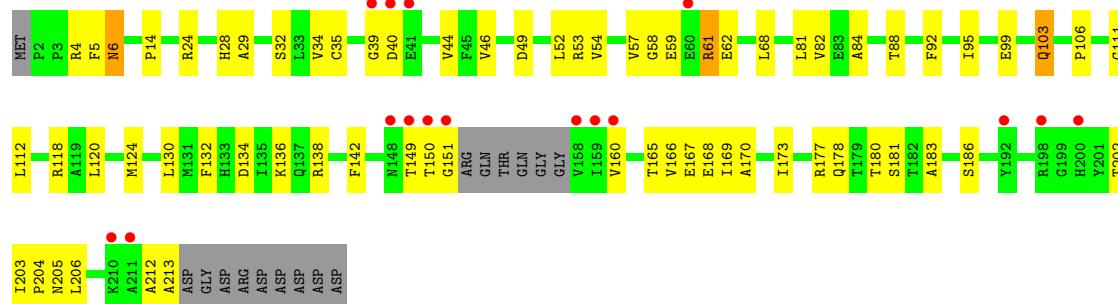 MET P2 P3 R4 F5 N6 P14 R24 H28 A29 S32 L33 V34 C35 G39 D40 E41 V44 F45 V46 D49 L52 R53 V54 V57 G58 E59 E60 R61 E62 L68 L81 V82 E83 A84 T88 F92 I95 E99 Q103 P106 G111
L112 R118 A119 L120 M124 L130 M131 F132 H133 D134 I135 K136 Q137 R138 F142 N148 T149 T150 G151 ARG GLN THR GLN GLY GLY V158 I159 V160 T165 V166 E167 E168 I169 A170 I173 R177 Q178 T179 T180 S181 T182 A183 S186 Y192 R198 G199 H200 Y201 T202
I203 P204 N205 L206 K210 A211 A212 A213 ASP GLY ASP ARG ASP ASP ASP ASP ASP